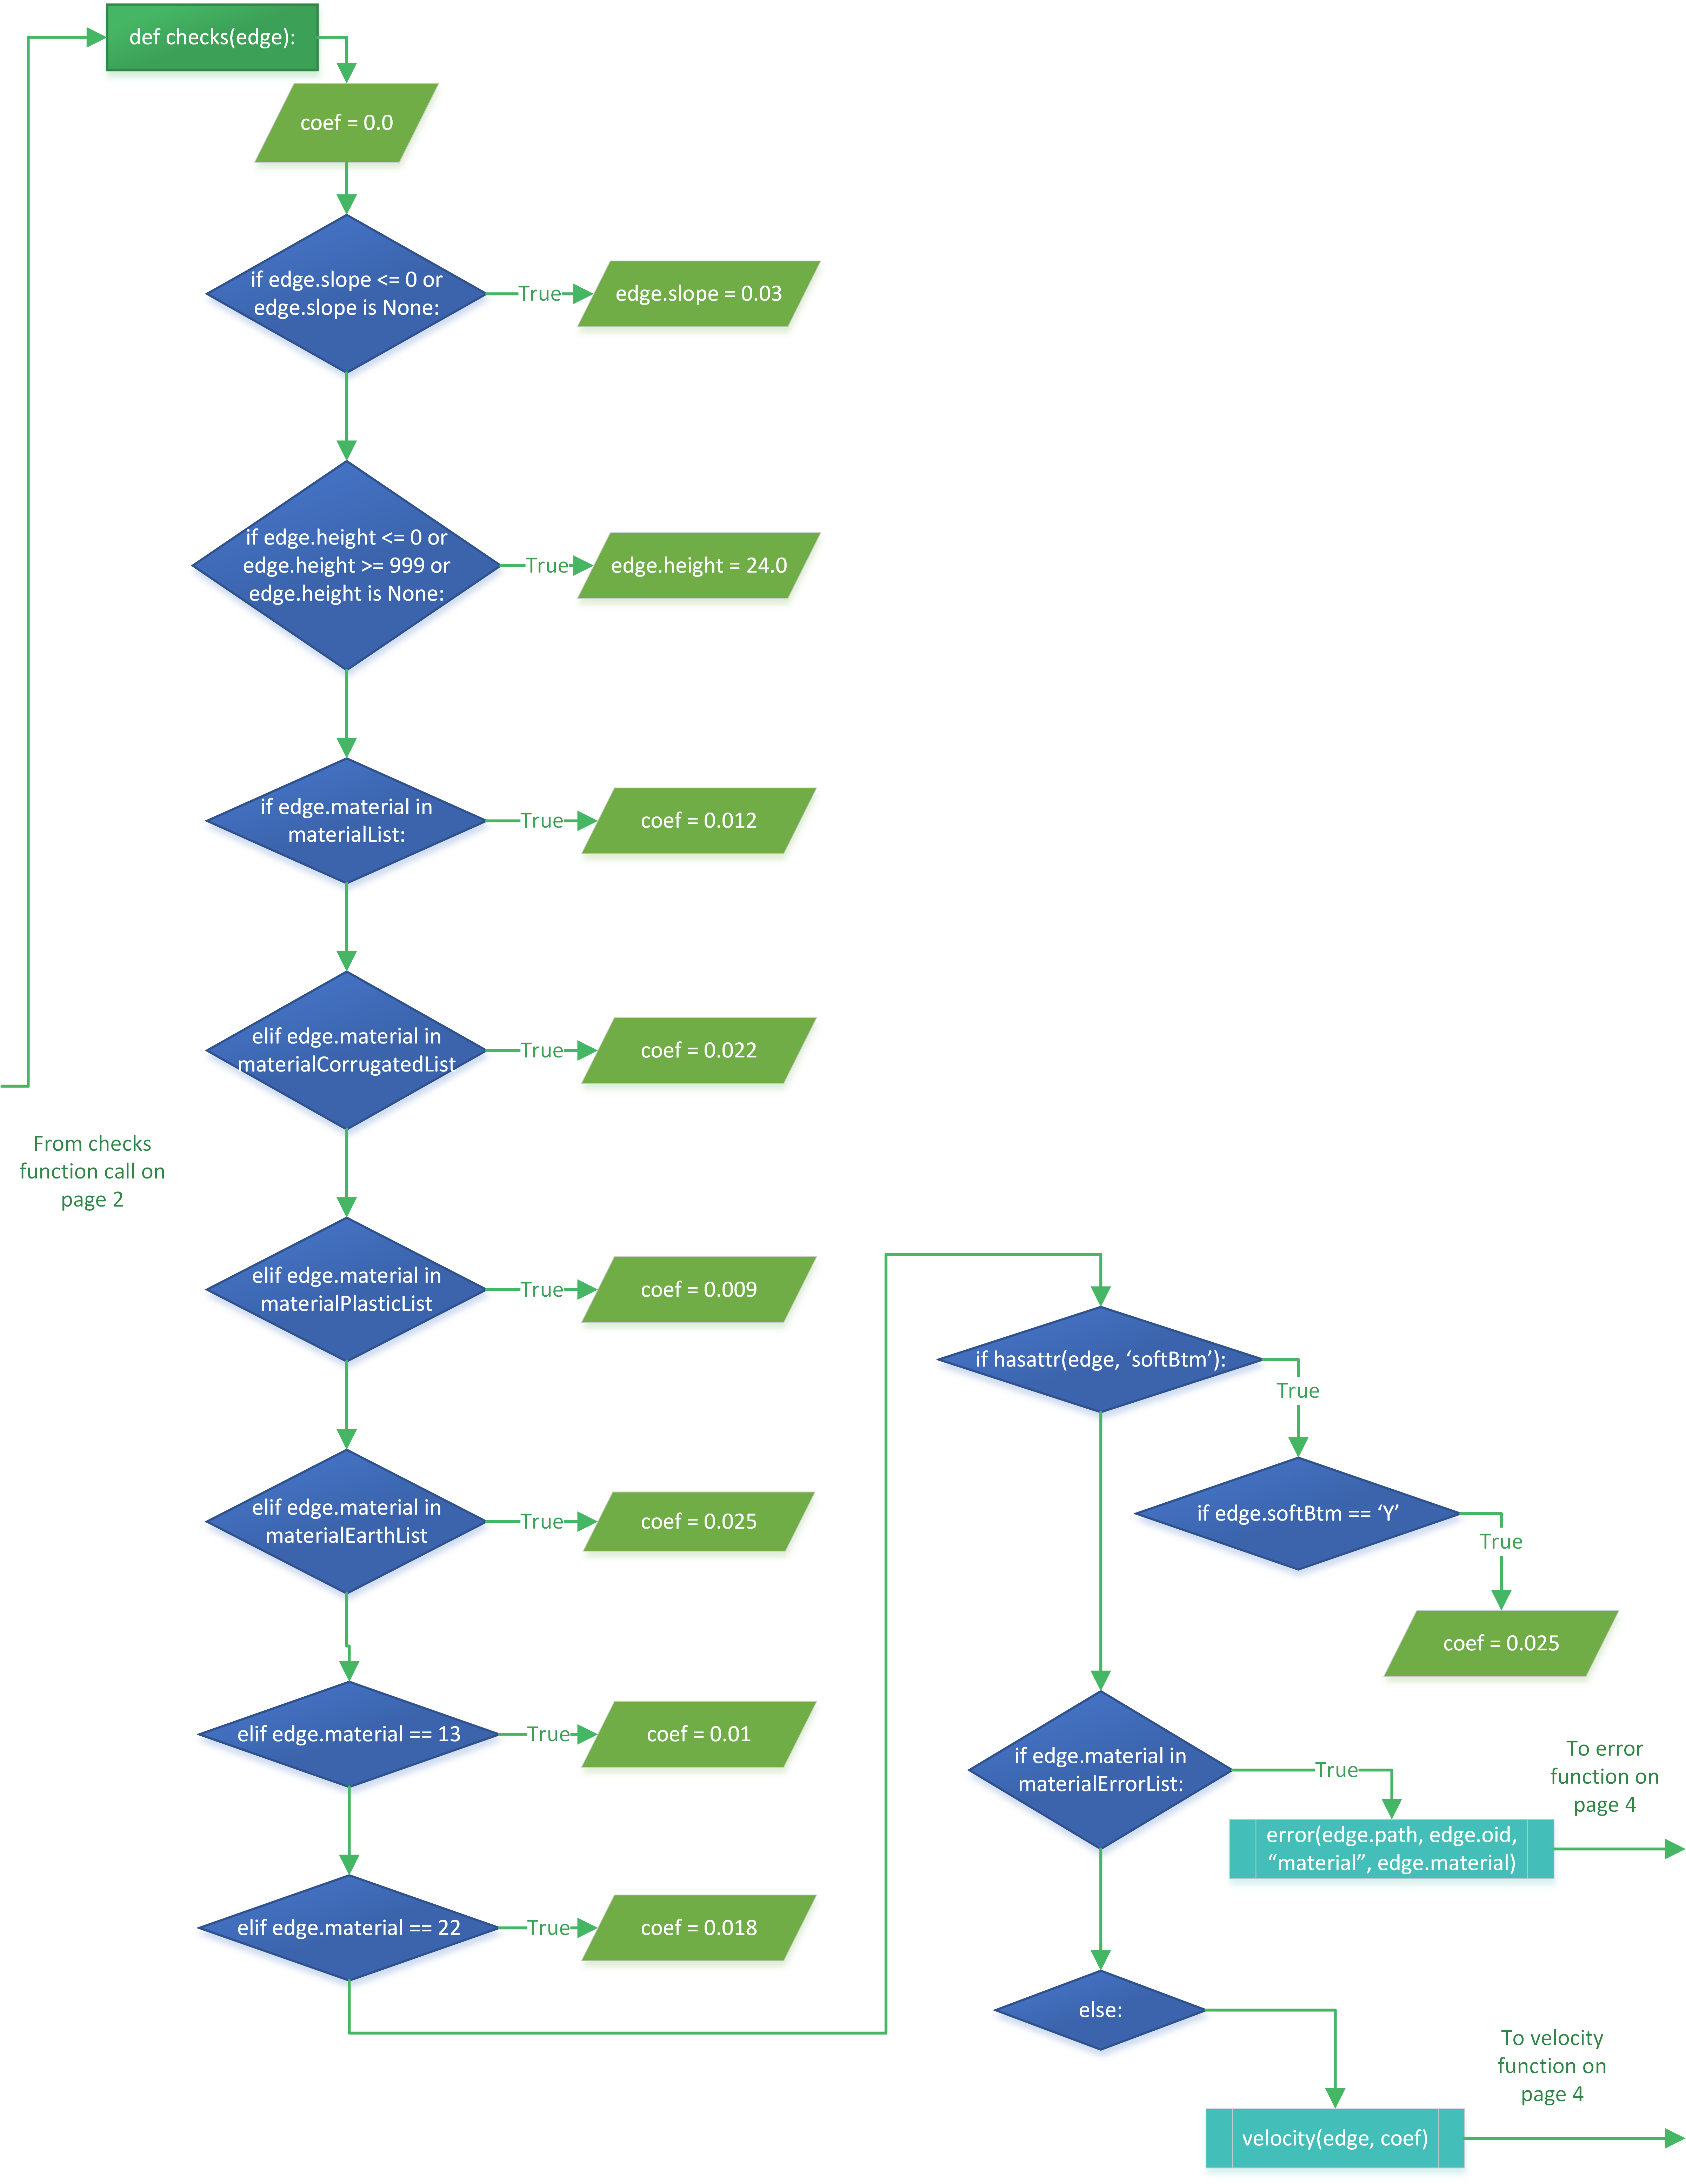 def checks(edge):
coef = 0.0
if edge.slope <= 0 or
edge.slope is None:
True
edge.slope = 0.03
if edge.height <= 0 or
edge.height >= 999 or
edge.height is None:
True
edge.height = 24.0
if edge.material in
materialList:
True
coef = 0.012
elif edge.material in
materialCorrugatedList
True
coef = 0.022
From checks
function call on
page 2
elif edge.material in
materialPlasticList
True
coef = 0.009
elif edge.material in
materialEarthList
True
coef = 0.025
elif edge.material == 13
True
coef = 0.01
elif edge.material == 22
True
coef = 0.018
if hasattr(edge, ‘softBtm’):
True
if edge.softBtm == ‘Y’
True
coef = 0.025
if edge.material in
materialErrorList:
True
error(edge.path, edge.oid,
“material”, edge.material)
To error
function on
page 4
else:
velocity(edge, coef)
To velocity
function on
page 4